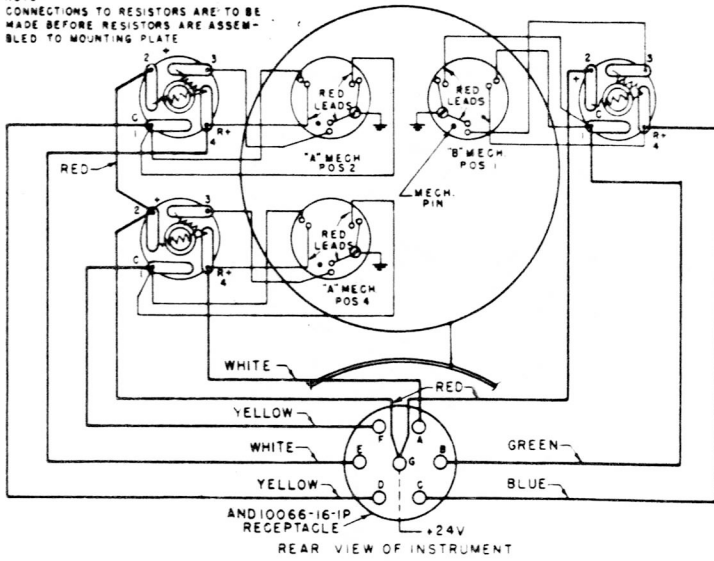 CONNECTIONS TO RESISTORS ARE TO BE
MADE BEFORE RESISTORS ARE ASSEM-
BLED TO MOUNTING PLATE
2
+
3
C
1
R+
4
RED
LEADS
"A" MECH
POS 2
RED
LEADS
"B" MECH.
POS 1
MECH.
PIN
2
+
3
C
1
R+
4
RED
2
+
3
C
1
R+
4
RED
LEADS
"A" MECH
POS 4
WHITE
RED
YELLOW
F
A
WHITE
E
G
B
GREEN
YELLOW
D
C
BLUE
AND10066-16-1P
RECEPTACLE
+24V
REAR VIEW OF INSTRUMENT